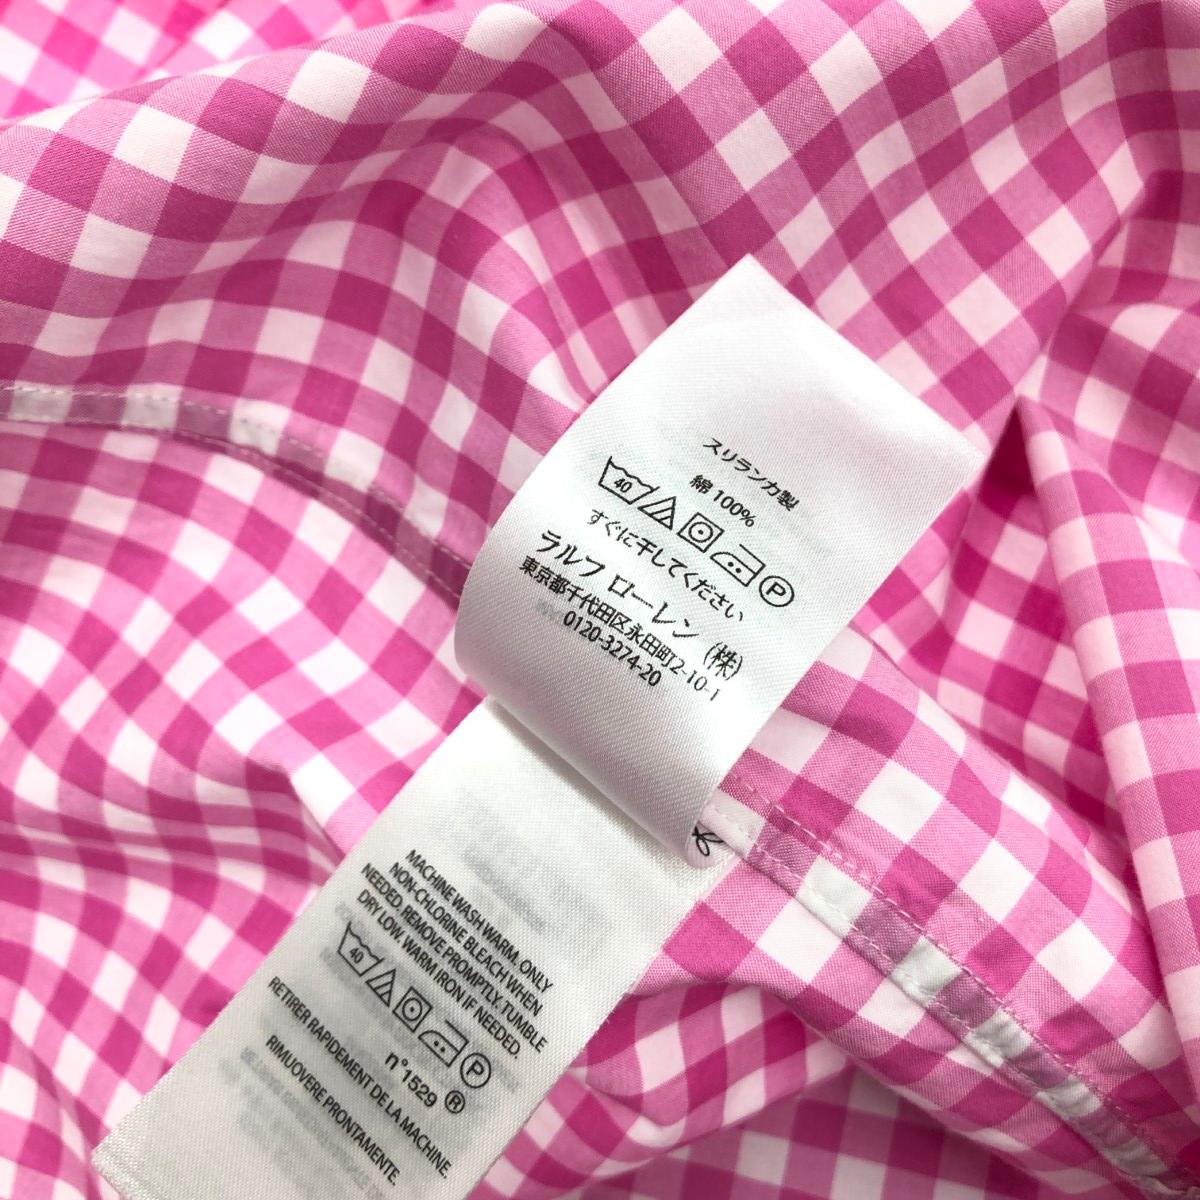 スリランカ製
綿 100%
40 P
すぐに干してください
ラルフ ローレン (株)
東京都千代田区永田町2-10-1
0120-3274-20
MACHINE WASH WARM. ONLY
NON-CHLORINE BLEACH WHEN
NEEDED. REMOVE PROMPTLY. TUMBLE
DRY LOW. WARM IRON IF NEEDED.
40 P
n°1529 ®
RETIRER RAPIDEMENT DE LA MACHINE.
RIMUOVERE PRONTAMENTE.